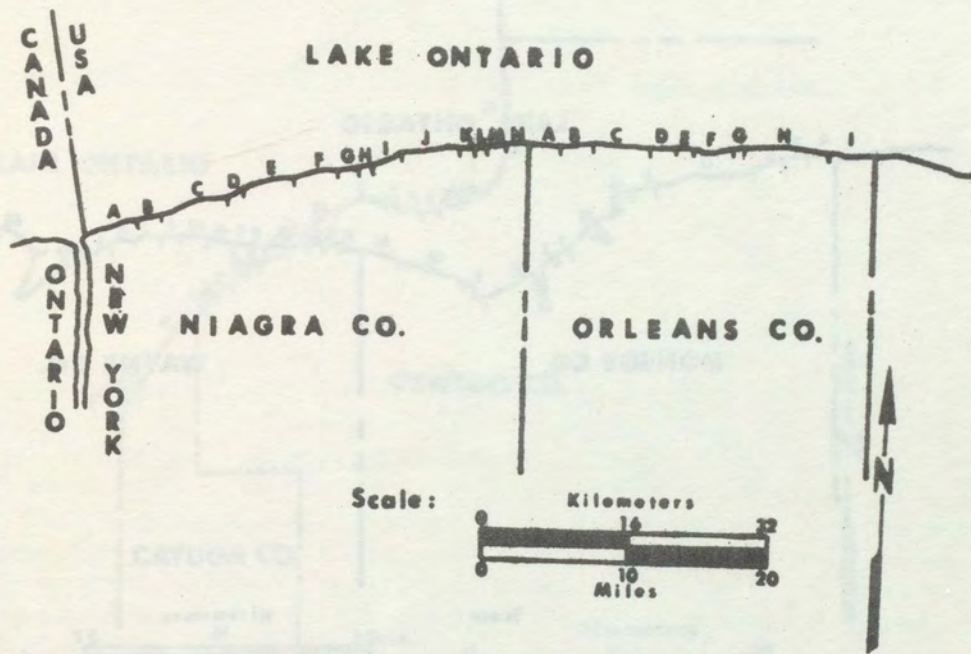 CANADA
USA
LAKE ONTARIO
A B C D E F G H I J K L M N A B C D E F G H I
ONTARIO
NEW YORK
NIAGRA CO.
ORLEANS CO.
N
Scale:
Kilometers
0 16 32
0 10 20
Miles